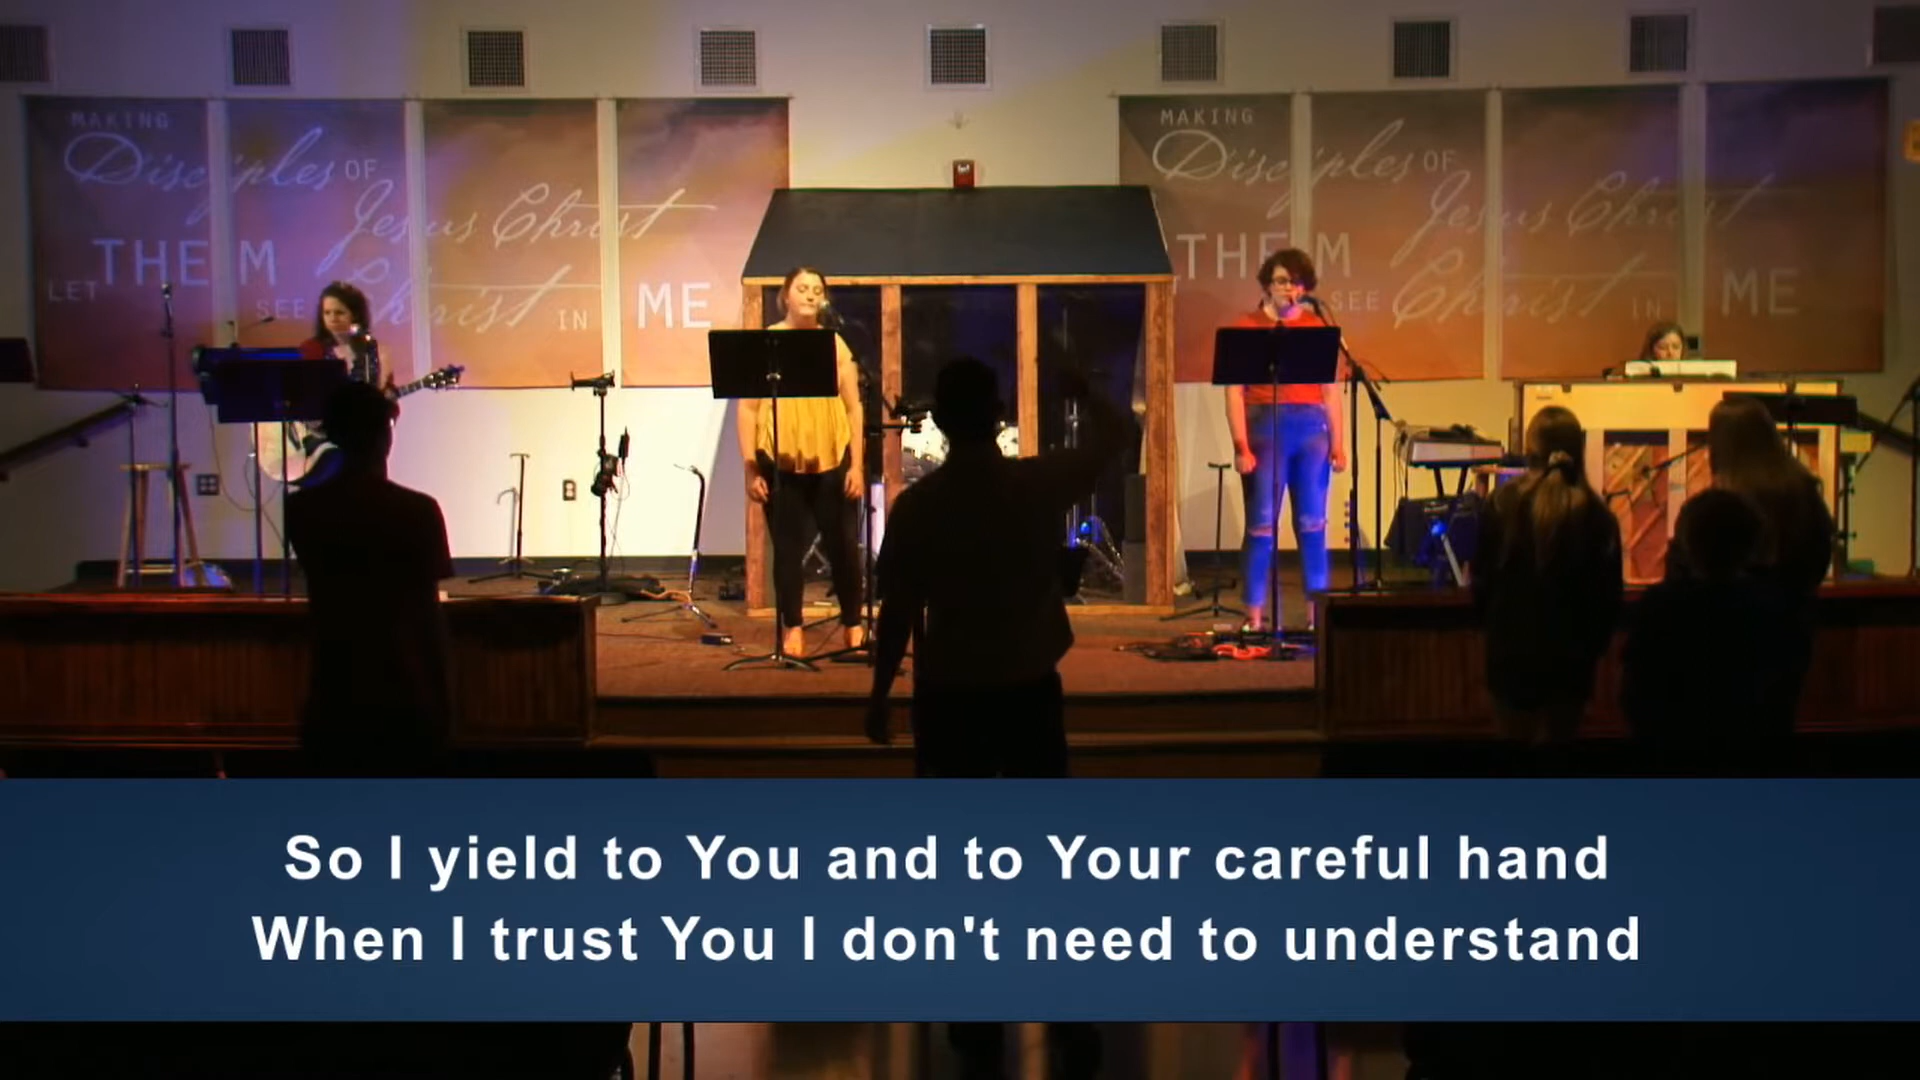 MAKING
Disciples OF
Jesus Christ
LET THEM
SEE Christ IN ME
MAKING
Disciples OF
Jesus Christ
THEM
SEE Christ IN ME
So I yield to You and to Your careful hand
When I trust You I don't need to understand